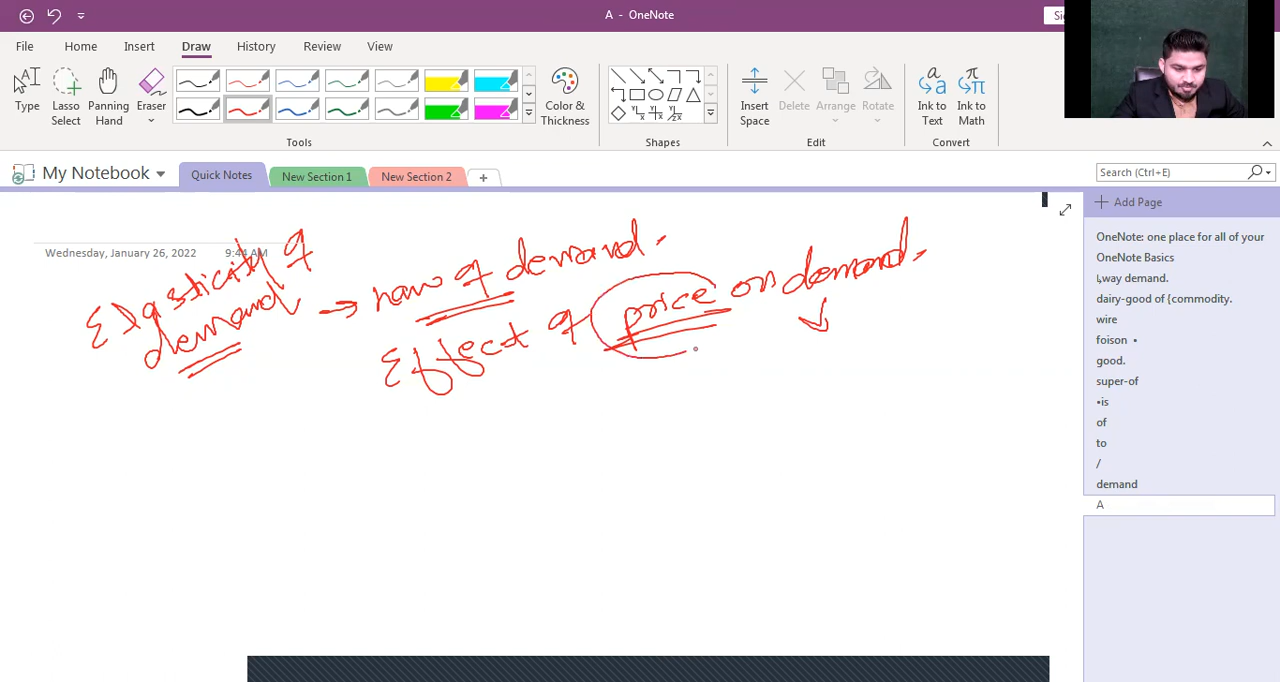 A - OneNote
File Home Insert Draw History Review View
Type Lasso Select Panning Hand Eraser Color & Thickness Insert Space Delete Arrange Rotate Ink to Text Ink to Math
Tools Shapes Edit Convert
My Notebook Quick Notes New Section 1 New Section 2 + Search (Ctrl+E)
Add Page
Wednesday, January 26, 2022 9:44 AM
Elasticity of
demand → law of demand.
Effect of price on demand.
OneNote: one place for all of your
OneNote Basics
L,way demand.
dairy-good of {commodity.
wire
foison •
good.
super-of
•is
of
to
/
demand
A